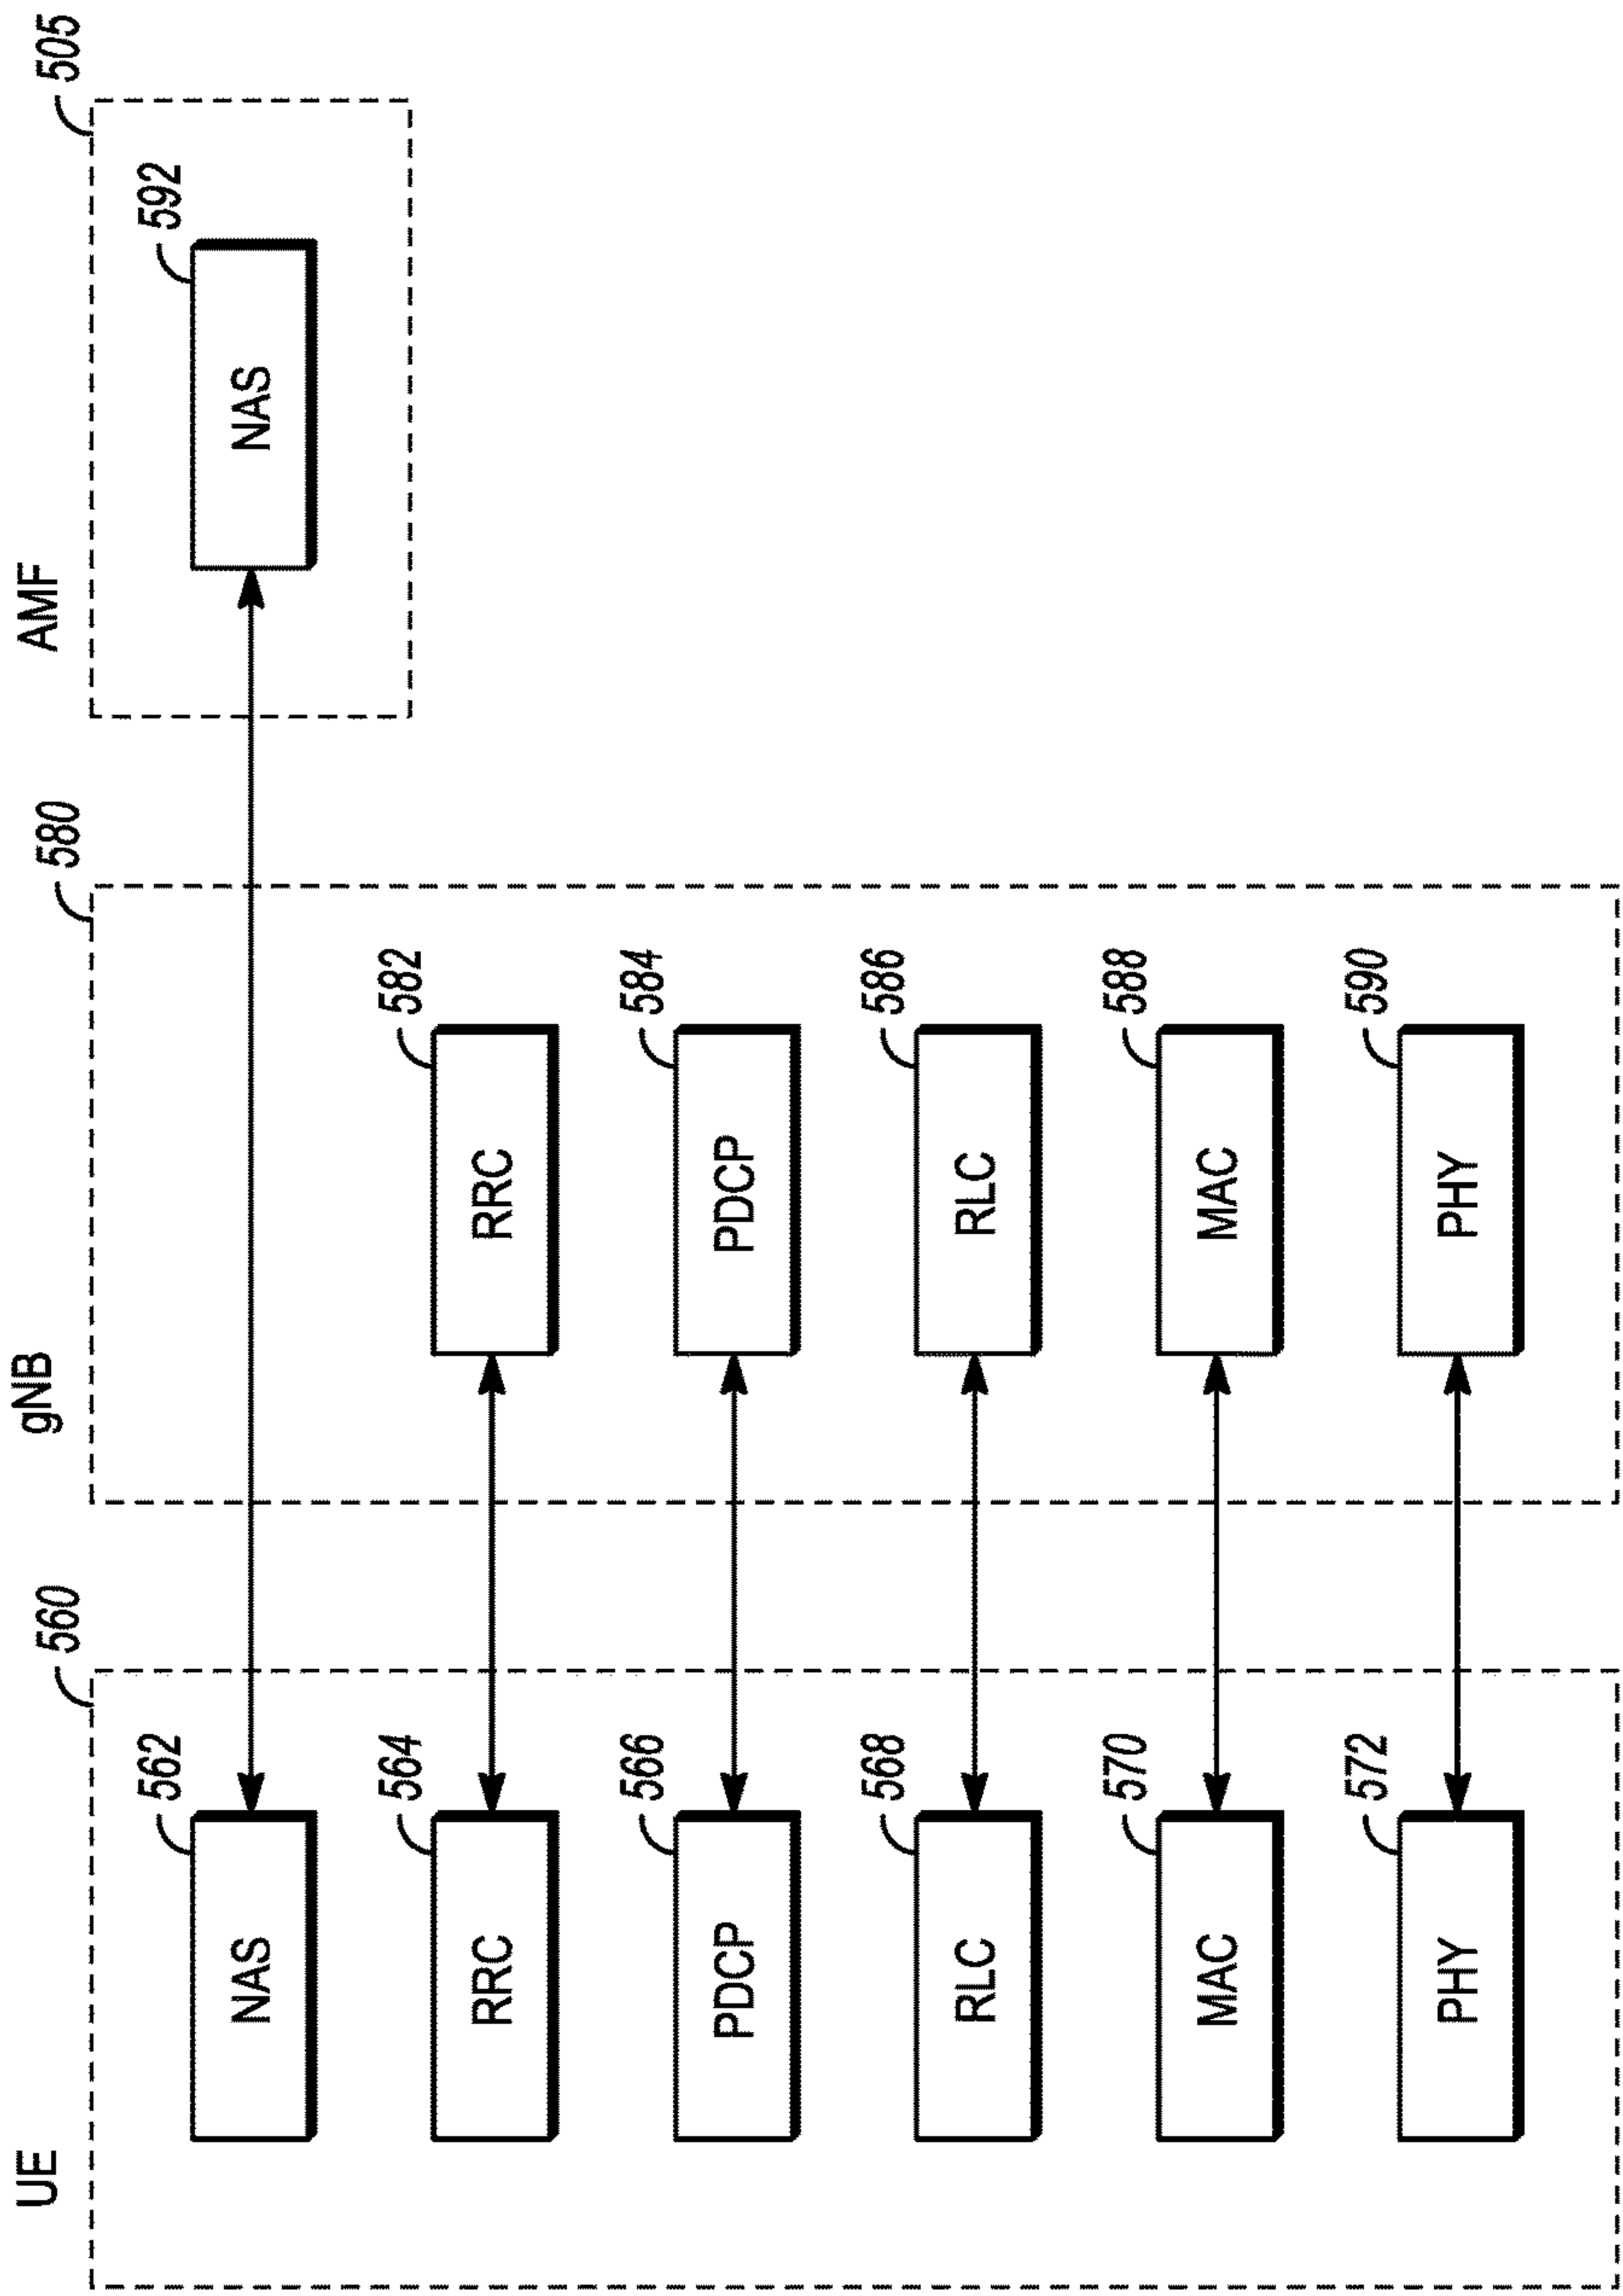 UE
560
NAS
562
RRC
564
PDCP
566
RLC
568
MAC
570
PHY
572
gNB
580
RRC
582
PDCP
584
RLC
586
MAC
588
PHY
590
AMF
505
NAS
592